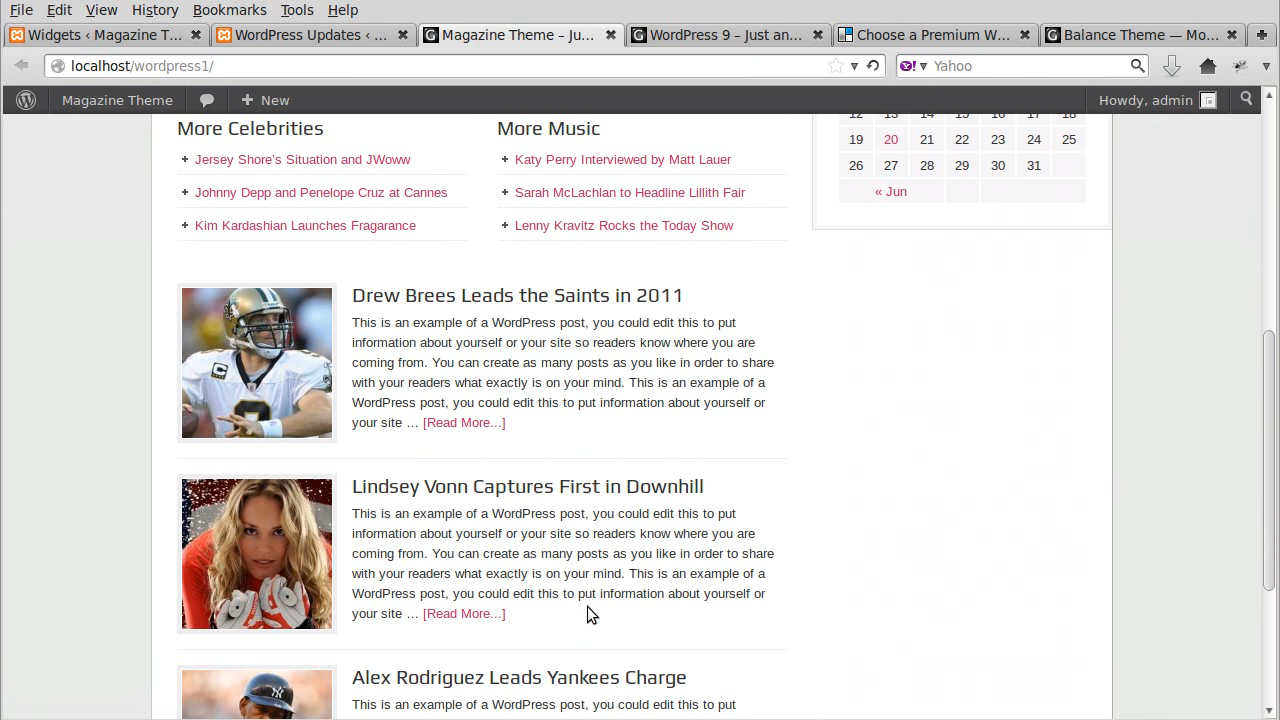 File Edit View History Bookmarks Tools Help
Widgets ‹ Magazine T... WordPress Updates ‹ ... Magazine Theme – Ju... WordPress 9 – Just an... Choose a Premium W... Balance Theme — Mo...
localhost/wordpress1/ Yahoo
Magazine Theme New Howdy, admin
More Celebrities More Music
Jersey Shore's Situation and JWoww
Johnny Depp and Penelope Cruz at Cannes
Kim Kardashian Launches Fragarance
Katy Perry Interviewed by Matt Lauer
Sarah McLachlan to Headline Lillith Fair
Lenny Kravitz Rocks the Today Show
12 13 14 15 16 17 18
19 20 21 22 23 24 25
26 27 28 29 30 31
« Jun
Drew Brees Leads the Saints in 2011
This is an example of a WordPress post, you could edit this to put
information about yourself or your site so readers know where you are
coming from. You can create as many posts as you like in order to share
with your readers what exactly is on your mind. This is an example of a
WordPress post, you could edit this to put information about yourself or
your site … [Read More...]
Lindsey Vonn Captures First in Downhill
This is an example of a WordPress post, you could edit this to put
information about yourself or your site so readers know where you are
coming from. You can create as many posts as you like in order to share
with your readers what exactly is on your mind. This is an example of a
WordPress post, you could edit this to put information about yourself or
your site … [Read More...]
Alex Rodriguez Leads Yankees Charge
This is an example of a WordPress post, you could edit this to put